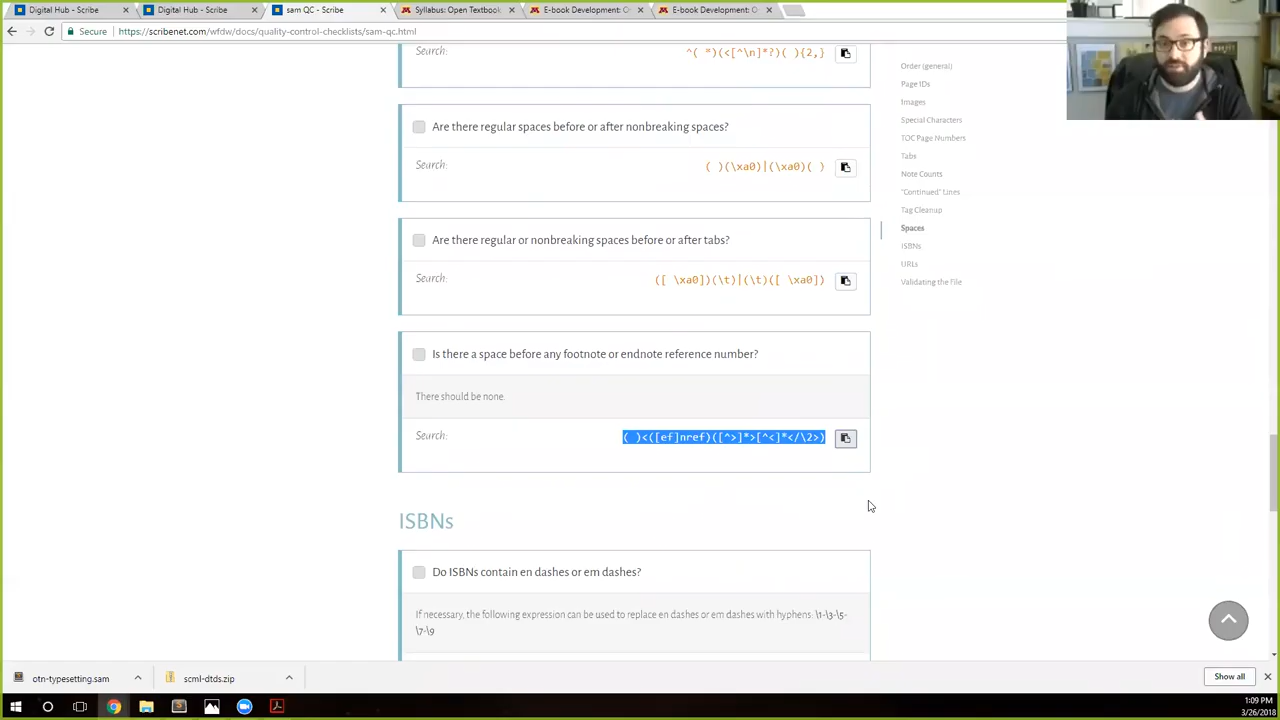 Digital Hub - Scribe
Digital Hub - Scribe
sam QC - Scribe
Syllabus: Open Textbook
E-book Development: O
E-book Development: O
Secure
https://scribenet.com/wfdw/docs/quality-control-checklists/sam-qc.html
Search:
^( *)(<[^\n]*?)( ){2,}
Are there regular spaces before or after nonbreaking spaces?
Search:
( )(\xa0)|(\xa0)( )
Are there regular or nonbreaking spaces before or after tabs?
Search:
([ \xa0])(\t)|(\t)([ \xa0])
Is there a space before any footnote or endnote reference number?
There should be none.
Search:
( )<([ef]nref)([^>]*>[^<]*</\2>)
ISBNs
Do ISBNs contain en dashes or em dashes?
If necessary, the following expression can be used to replace en dashes or em dashes with hyphens: \1-\3-\5-
\7-\9
Order (general)
Page IDs
Images
Special Characters
TOC Page Numbers
Tabs
Note Counts
"Continued" Lines
Tag Cleanup
Spaces
ISBNs
URLs
Validating the File
otn-typesetting.sam
scml-dtds.zip
Show all
1:09 PM
3/26/2018